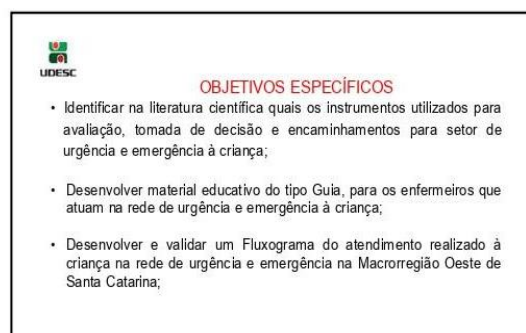 UDESC
OBJETIVOS ESPECÍFICOS
• Identificar na literatura científica quais os instrumentos utilizados para
avaliação, tomada de decisão e encaminhamentos para setor de
urgência e emergência à criança;
• Desenvolver material educativo do tipo Guia, para os enfermeiros que
atuam na rede de urgência e emergência à criança;
• Desenvolver e validar um Fluxograma do atendimento realizado à
criança na rede de urgência e emergência na Macrorregião Oeste de
Santa Catarina;